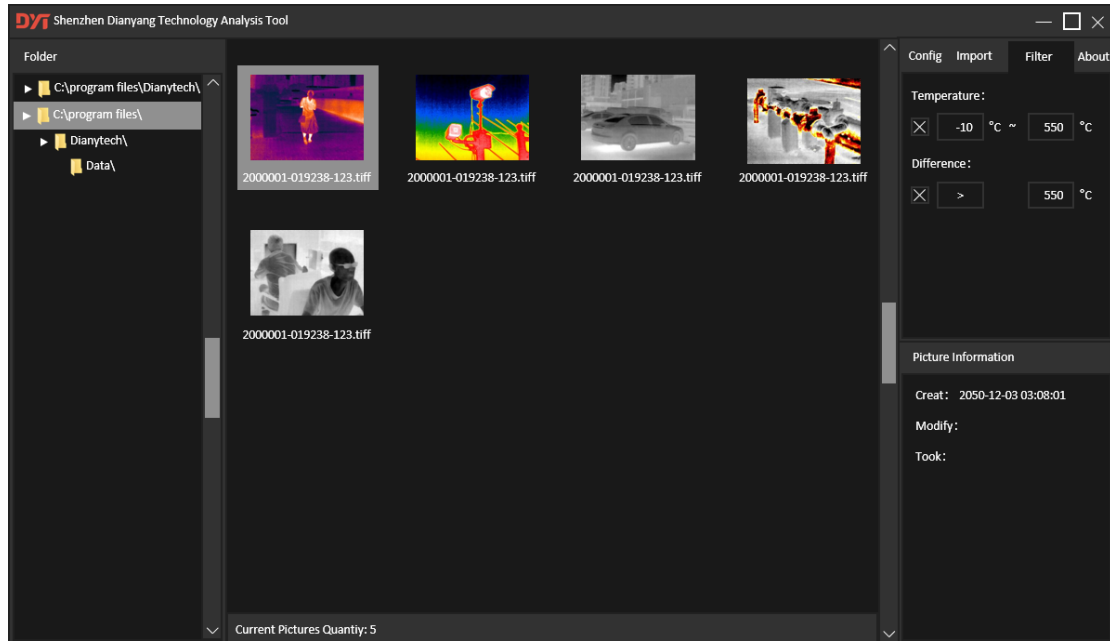 DYT Shenzhen Dianyang Technology Analysis Tool
Folder
C:\program files\Dianytech\
C:\program files\
Dianytech\
Data\
2000001-019238-123.tiff
2000001-019238-123.tiff
2000001-019238-123.tiff
2000001-019238-123.tiff
2000001-019238-123.tiff
Current Pictures Quantiy: 5
Config Import Filter About
Temperature:
-10 °C ~ 550 °C
Difference:
> 550 °C
Picture Information
Creat: 2050-12-03 03:08:01
Modify:
Took: